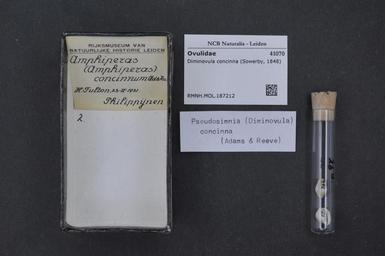 RIJKSMUSEUM VAN
NATUURLIJKE HISTORIE LEIDEN
Amphiperas
(Amphiperas)
concinnum
H. Fulton,
Philippijnen
2.
NCB Naturalis - Leiden
Ovulidae 41070
Diminovula concinna (Sowerby, 1848)
RMNH.MOL.187212
Pseudosimnia (Diminovula)
concinna
(Adams & Reeve)